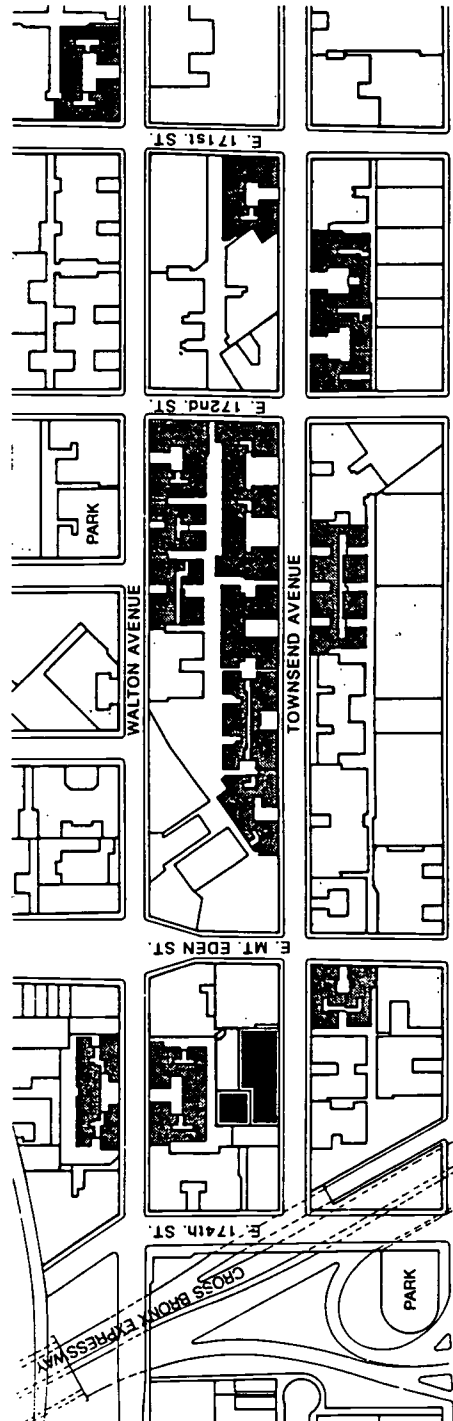 E. 171st. ST.
E. 172nd. ST.
PARK
WALTON AVENUE
TOWNSEND AVENUE
E. MT. EDEN ST.
E. 174th. ST.
CROSS BRONX EXPRESSWAY
PARK